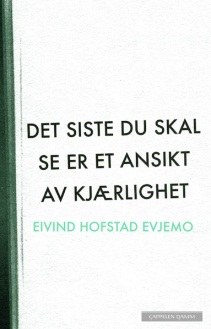 DET SISTE DU SKAL
SE ER ET ANSIKT
AV KJÆRLIGHET
EIVIND HOFSTAD EVJEMO
CAPPELEN DAMM